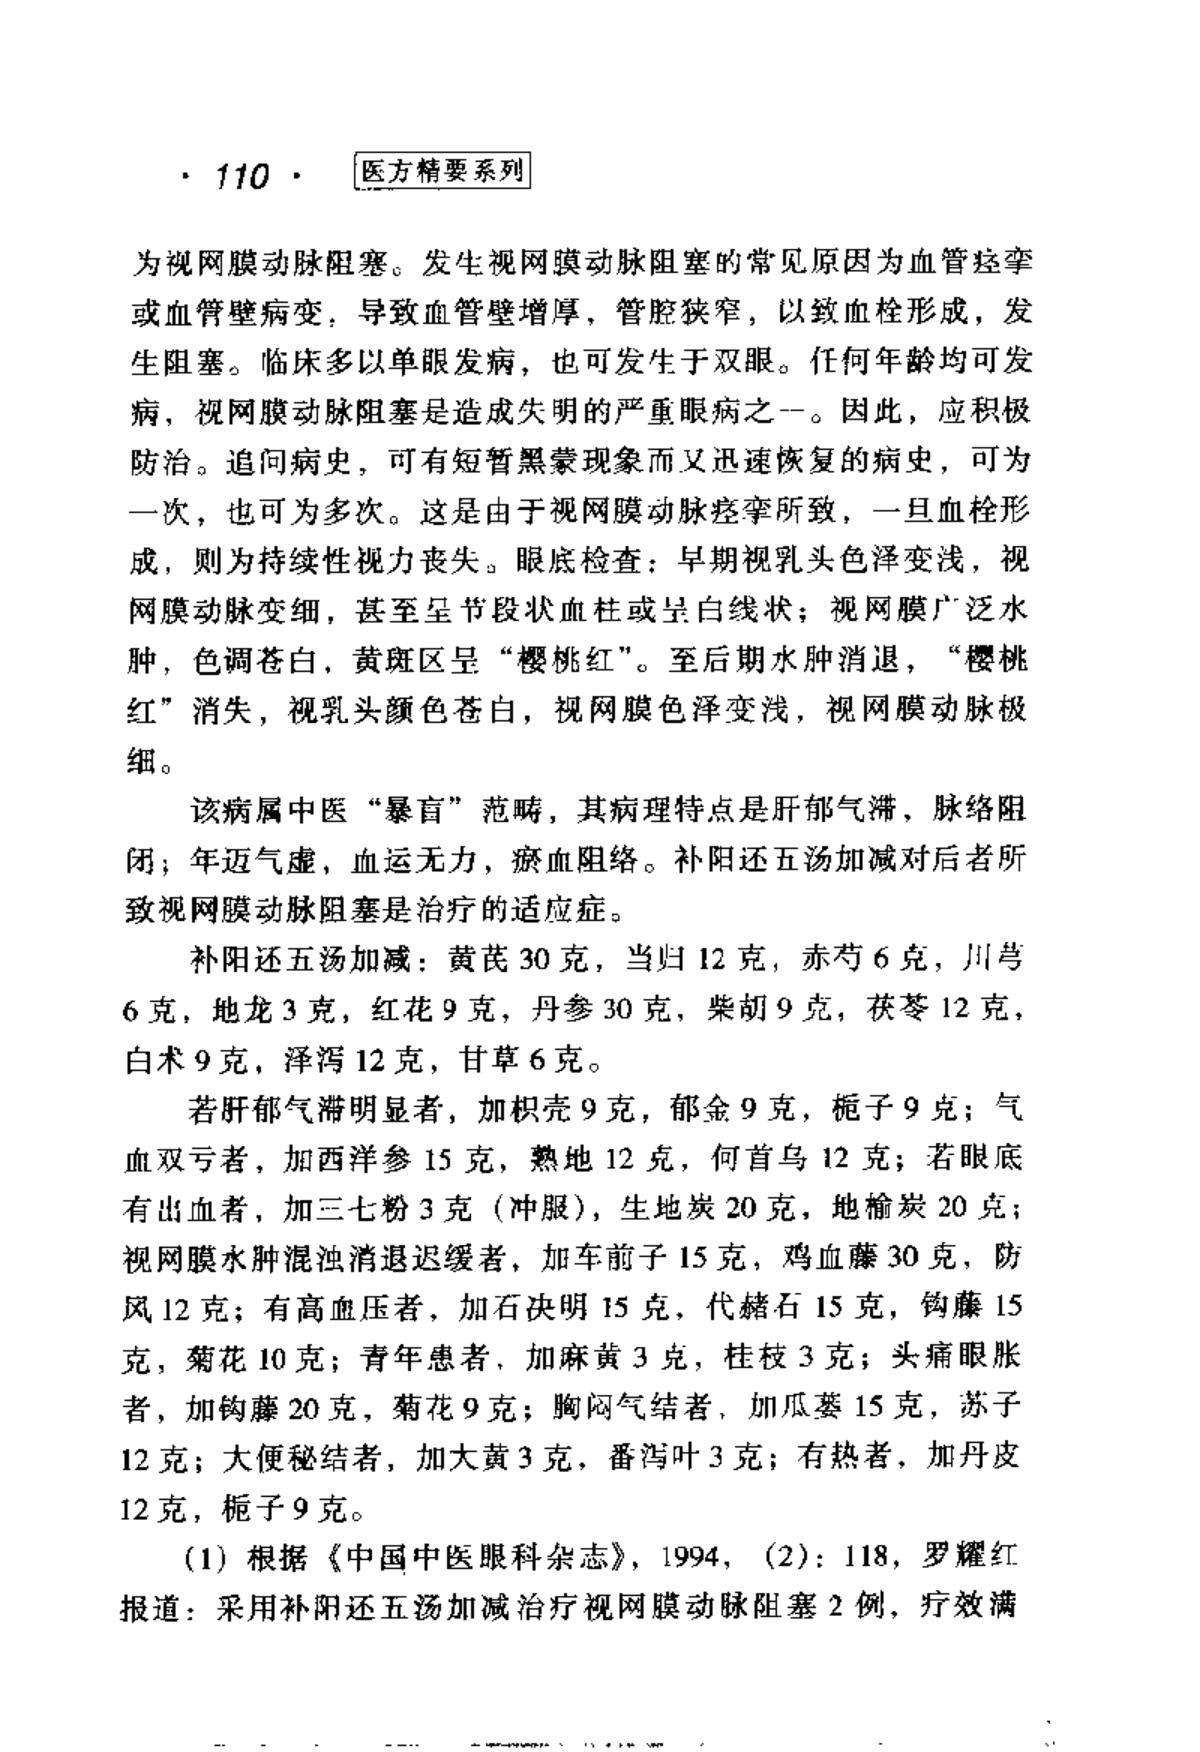 · 110 · 医方精要系列
为视网膜动脉阻塞。发生视网膜动脉阻塞的常见原因为血管痉挛
或血管壁病变，导致血管壁增厚，管腔狭窄，以致血栓形成，发
生阻塞。临床多以单眼发病，也可发生于双眼。任何年龄均可发
病，视网膜动脉阻塞是造成失明的严重眼病之一。因此，应积极
防治。追问病史，可有短暂黑蒙现象而又迅速恢复的病史，可为
一次，也可为多次。这是由于视网膜动脉痉挛所致，一旦血栓形
成，则为持续性视力丧失。眼底检查：早期视乳头色泽变浅，视
网膜动脉变细，甚至呈节段状血柱或呈白线状；视网膜广泛水
肿，色调苍白，黄斑区呈“樱桃红”。至后期水肿消退，“樱桃
红”消失，视乳头颜色苍白，视网膜色泽变浅，视网膜动脉极
细。
该病属中医“暴盲”范畴，其病理特点是肝郁气滞，脉络阻
闭；年迈气虚，血运无力，瘀血阻络。补阳还五汤加减对后者所
致视网膜动脉阻塞是治疗的适应症。
补阳还五汤加减：黄芪 30 克，当归 12 克，赤芍 6 克，川芎
6 克，地龙 3 克，红花 9 克，丹参 30 克，柴胡 9 克，茯苓 12 克，
白术 9 克，泽泻 12 克，甘草 6 克。
若肝郁气滞明显者，加枳壳 9 克，郁金 9 克，栀子 9 克；气
血双亏者，加西洋参 15 克，熟地 12 克，何首乌 12 克；若眼底
有出血者，加三七粉 3 克（冲服），生地炭 20 克，地榆炭 20 克；
视网膜水肿混浊消退迟缓者，加车前子 15 克，鸡血藤 30 克，防
风 12 克；有高血压者，加石决明 15 克，代赭石 15 克，钩藤 15
克，菊花 10 克；青年患者，加麻黄 3 克，桂枝 3 克；头痛眼胀
者，加钩藤 20 克，菊花 9 克；胸闷气结者，加瓜蒌 15 克，苏子
12 克；大便秘结者，加大黄 3 克，番泻叶 3 克；有热者，加丹皮
12 克，栀子 9 克。
（1）根据《中国中医眼科杂志》，1994，（2）：118，罗耀红
报道：采用补阳还五汤加减治疗视网膜动脉阻塞 2 例，疗效满